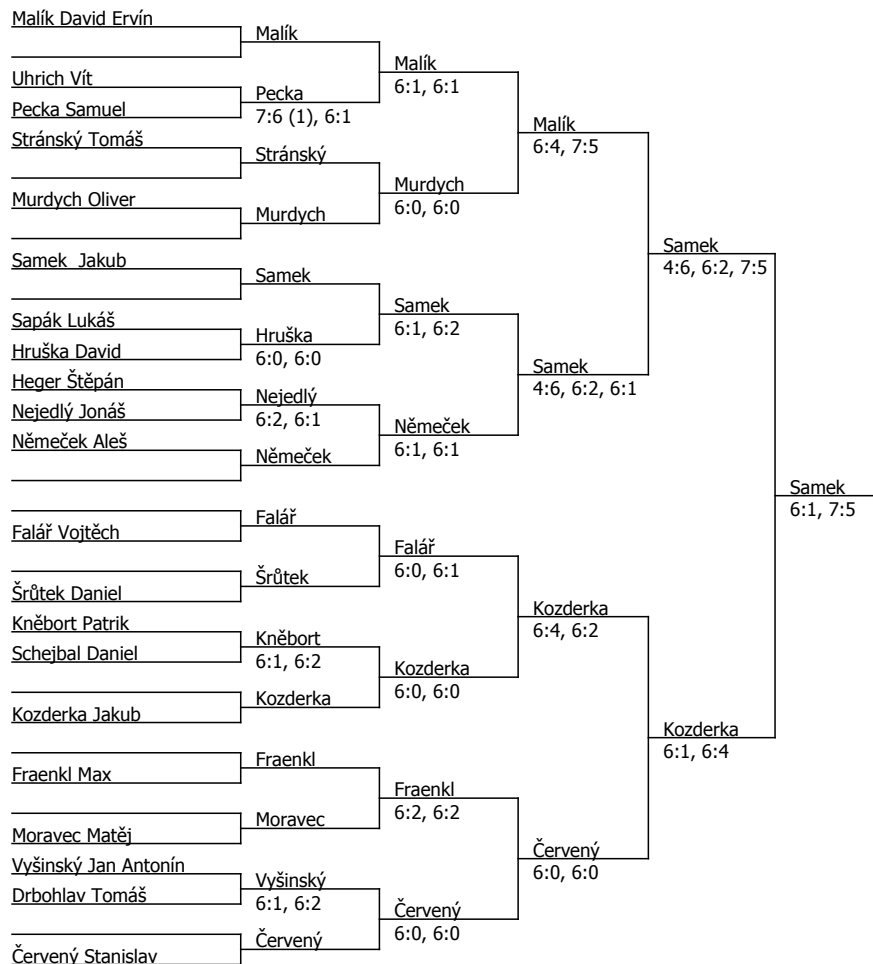 Malík David Ervín
Malík
Malík
6:1, 6:1
Uhrich Vít
Pecka
7:6 (1), 6:1
Pecka Samuel
Malík
6:4, 7:5
Stránský Tomáš
Stránský
Murdych
6:0, 6:0
Murdych Oliver
Murdych
Samek
4:6, 6:2, 7:5
Samek  Jakub
Samek
Samek
6:1, 6:2
Sapák Lukáš
Hruška
6:0, 6:0
Hruška David
Samek
4:6, 6:2, 6:1
Heger Štěpán
Nejedlý
6:2, 6:1
Nejedlý Jonáš
Němeček
6:1, 6:1
Němeček Aleš
Němeček
Samek
6:1, 7:5
Falář
Falář Vojtěch
Falář
6:0, 6:1
Šrůtek
Šrůtek Daniel
Kozderka
6:4, 6:2
Kněbort Patrik
Kněbort
6:1, 6:2
Schejbal Daniel
Kozderka
6:0, 6:0
Kozderka
Kozderka Jakub
Kozderka
6:1, 6:4
Fraenkl
Fraenkl Max
Fraenkl
6:2, 6:2
Moravec
Moravec Matěj
Červený
6:0, 6:0
Vyšinský Jan Antonín
Vyšinský
6:1, 6:2
Drbohlav Tomáš
Červený
6:0, 6:0
Červený
Červený Stanislav